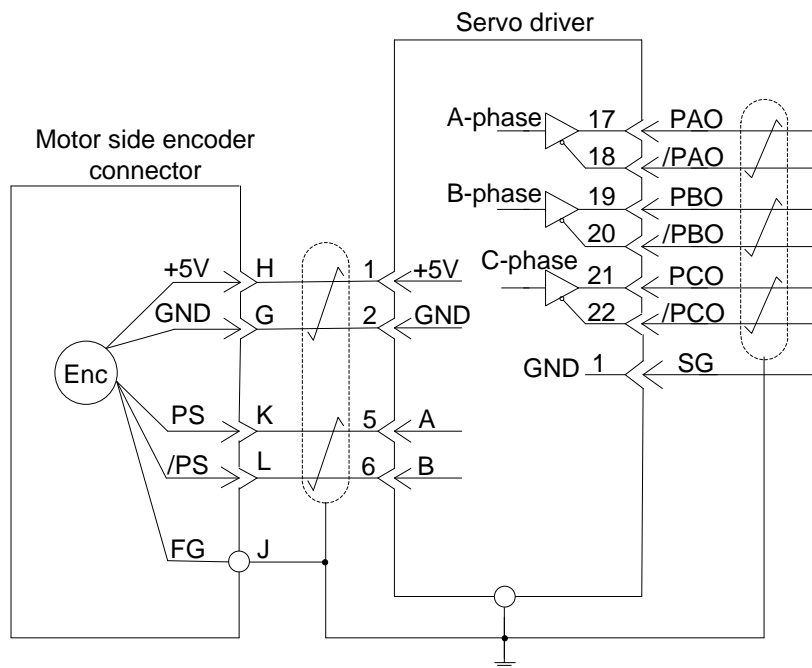 Servo driver
Motor side encoder
connector
A-phase
17
PAO
18
/PAO
B-phase
19
PBO
20
/PBO
C-phase
21
PCO
22
/PCO
GND
1
SG
+5V
H
1
+5V
GND
G
2
GND
Enc
PS
K
5
A
/PS
L
6
B
FG
J